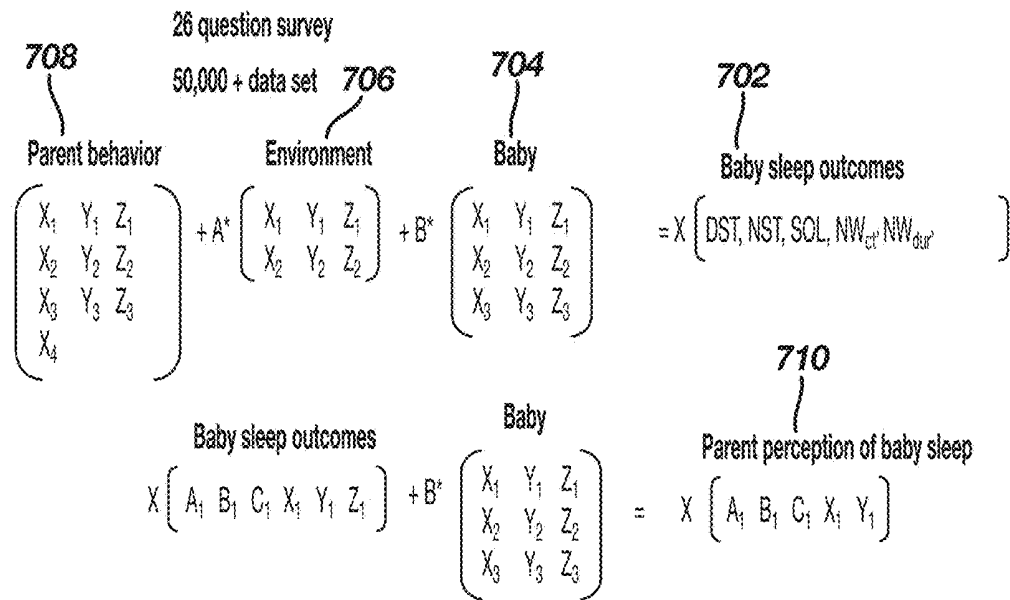 26 question survey
708
50,000 + data set 706
704
702
Parent behavior Environment Baby Baby sleep outcomes
X₁ Y₁ Z₁ + A* X₁ Y₁ Z₁ + B* X₁ Y₁ Z₁ = X DST, NST, SOL, NW_ct, NW_dur,
X₂ Y₂ Z₂ X₂ Y₂ Z₂ X₂ Y₂ Z₂
X₃ Y₃ Z₃ X₃ Y₃ Z₃
X₄
710
Baby sleep outcomes Baby Parent perception of baby sleep
X A₁ B₁ C₁ X₁ Y₁ Z₁ + B* X₁ Y₁ Z₁ = X A₁ B₁ C₁ X₁ Y₁
X₂ Y₂ Z₂
X₃ Y₃ Z₃